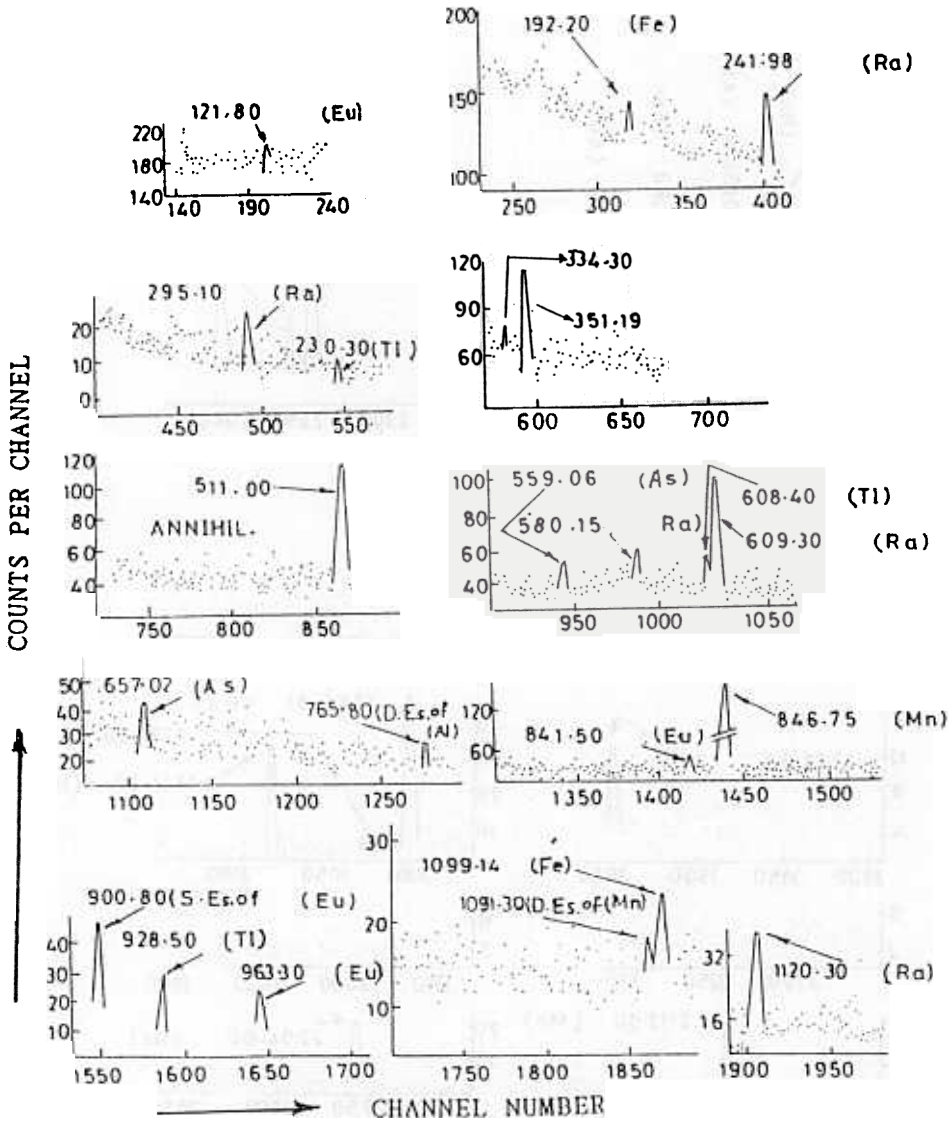 192·20 (Fe)
241·98 (Ra)
200
150
100
250 300 350 400
121,80 (Eu)
220
180
140
140 190 240
295·10 (Ra)
230·30(Tl)
20
10
0
450 500 550
334·30
351·19
120
90
60
600 650 700
511.00
ANNIHIL.
120
100
80
60
40
750 800 850
559.06 (As)
580.15
Ra)
608·40 (Tl)
609.30 (Ra)
100
80
60
40
950 1000 1050
657·02 (As)
765·80(D.Es.of
(Al)
50
40
30
20
1100 1150 1200 1250
841·50 (Eu)
846·75 (Mn)
120
60
1350 1400 1450 1500
900·80(S·Es.of (Eu)
928·50 (Tl)
963·30 (Eu)
40
30
20
10
1550 1600 1650 1700
1099·14 (Fe)
1091·30(D.Es.of(Mn)
30
20
10
1750 1800 1850
1120·30 (Ra)
32
16
1900 1950
COUNTS PER CHANNEL
CHANNEL NUMBER